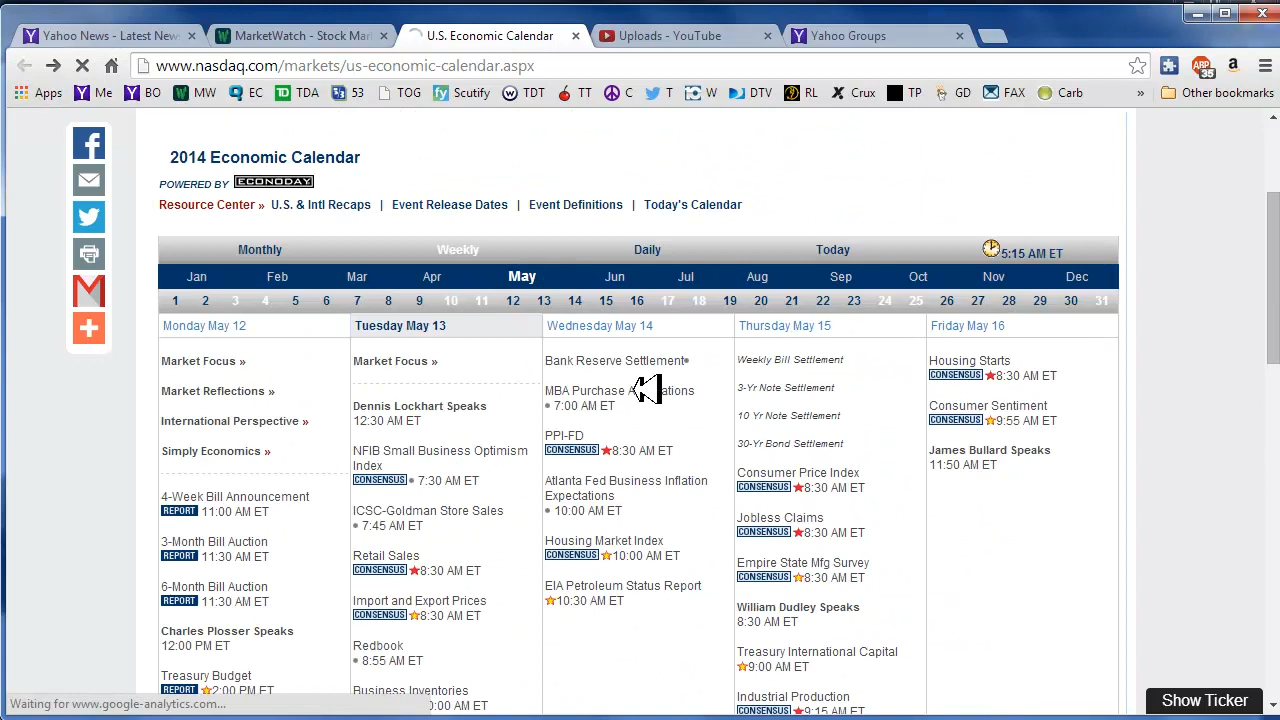 Yahoo News - Latest News
MarketWatch - Stock Mar
U.S. Economic Calendar
Uploads - YouTube
Yahoo Groups
www.nasdaq.com/markets/us-economic-calendar.aspx
ABP
35
Apps
Me
BO
MW
EC
TDA
53
TOG
Scutify
TDT
TT
C
T
W
DTV
RL
Crux
TP
GD
FAX
Carb
»
Other bookmarks
2014 Economic Calendar
POWERED BY ECONODAY
Resource Center » U.S. & Intl Recaps | Event Release Dates | Event Definitions | Today's Calendar
Monthly Weekly Daily Today 5:15 AM ET
Jan Feb Mar Apr May Jun Jul Aug Sep Oct Nov Dec
1 2 3 4 5 6 7 8 9 10 11 12 13 14 15 16 17 18 19 20 21 22 23 24 25 26 27 28 29 30 31
Monday May 12
Market Focus »
Market Reflections »
International Perspective »
Simply Economics »
4-Week Bill Announcement
REPORT 11:00 AM ET
3-Month Bill Auction
REPORT 11:30 AM ET
6-Month Bill Auction
REPORT 11:30 AM ET
Charles Plosser Speaks
12:00 PM ET
Treasury Budget
REPORT 2:00 PM ET
Tuesday May 13
Market Focus »
Dennis Lockhart Speaks
12:30 AM ET
NFIB Small Business Optimism
Index
CONSENSUS 7:30 AM ET
ICSC-Goldman Store Sales
7:45 AM ET
Retail Sales
CONSENSUS 8:30 AM ET
Import and Export Prices
CONSENSUS 8:30 AM ET
Redbook
8:55 AM ET
Business Inventories
Wednesday May 14
Bank Reserve Settlement
MBA Purchase
7:00 AM ET
PPI-FD
CONSENSUS 8:30 AM ET
Atlanta Fed Business Inflation
Expectations
10:00 AM ET
Housing Market Index
CONSENSUS 10:00 AM ET
EIA Petroleum Status Report
10:30 AM ET
Thursday May 15
Weekly Bill Settlement
3-Yr Note Settlement
10 Yr Note Settlement
30-Yr Bond Settlement
Consumer Price Index
CONSENSUS 8:30 AM ET
Jobless Claims
CONSENSUS 8:30 AM ET
Empire State Mfg Survey
CONSENSUS 8:30 AM ET
William Dudley Speaks
8:30 AM ET
Treasury International Capital
9:00 AM ET
Industrial Production
CONSENSUS 9:15 AM ET
Friday May 16
Housing Starts
CONSENSUS 8:30 AM ET
Consumer Sentiment
CONSENSUS 9:55 AM ET
James Bullard Speaks
11:50 AM ET
Waiting for www.google-analytics.com...
Show Ticker